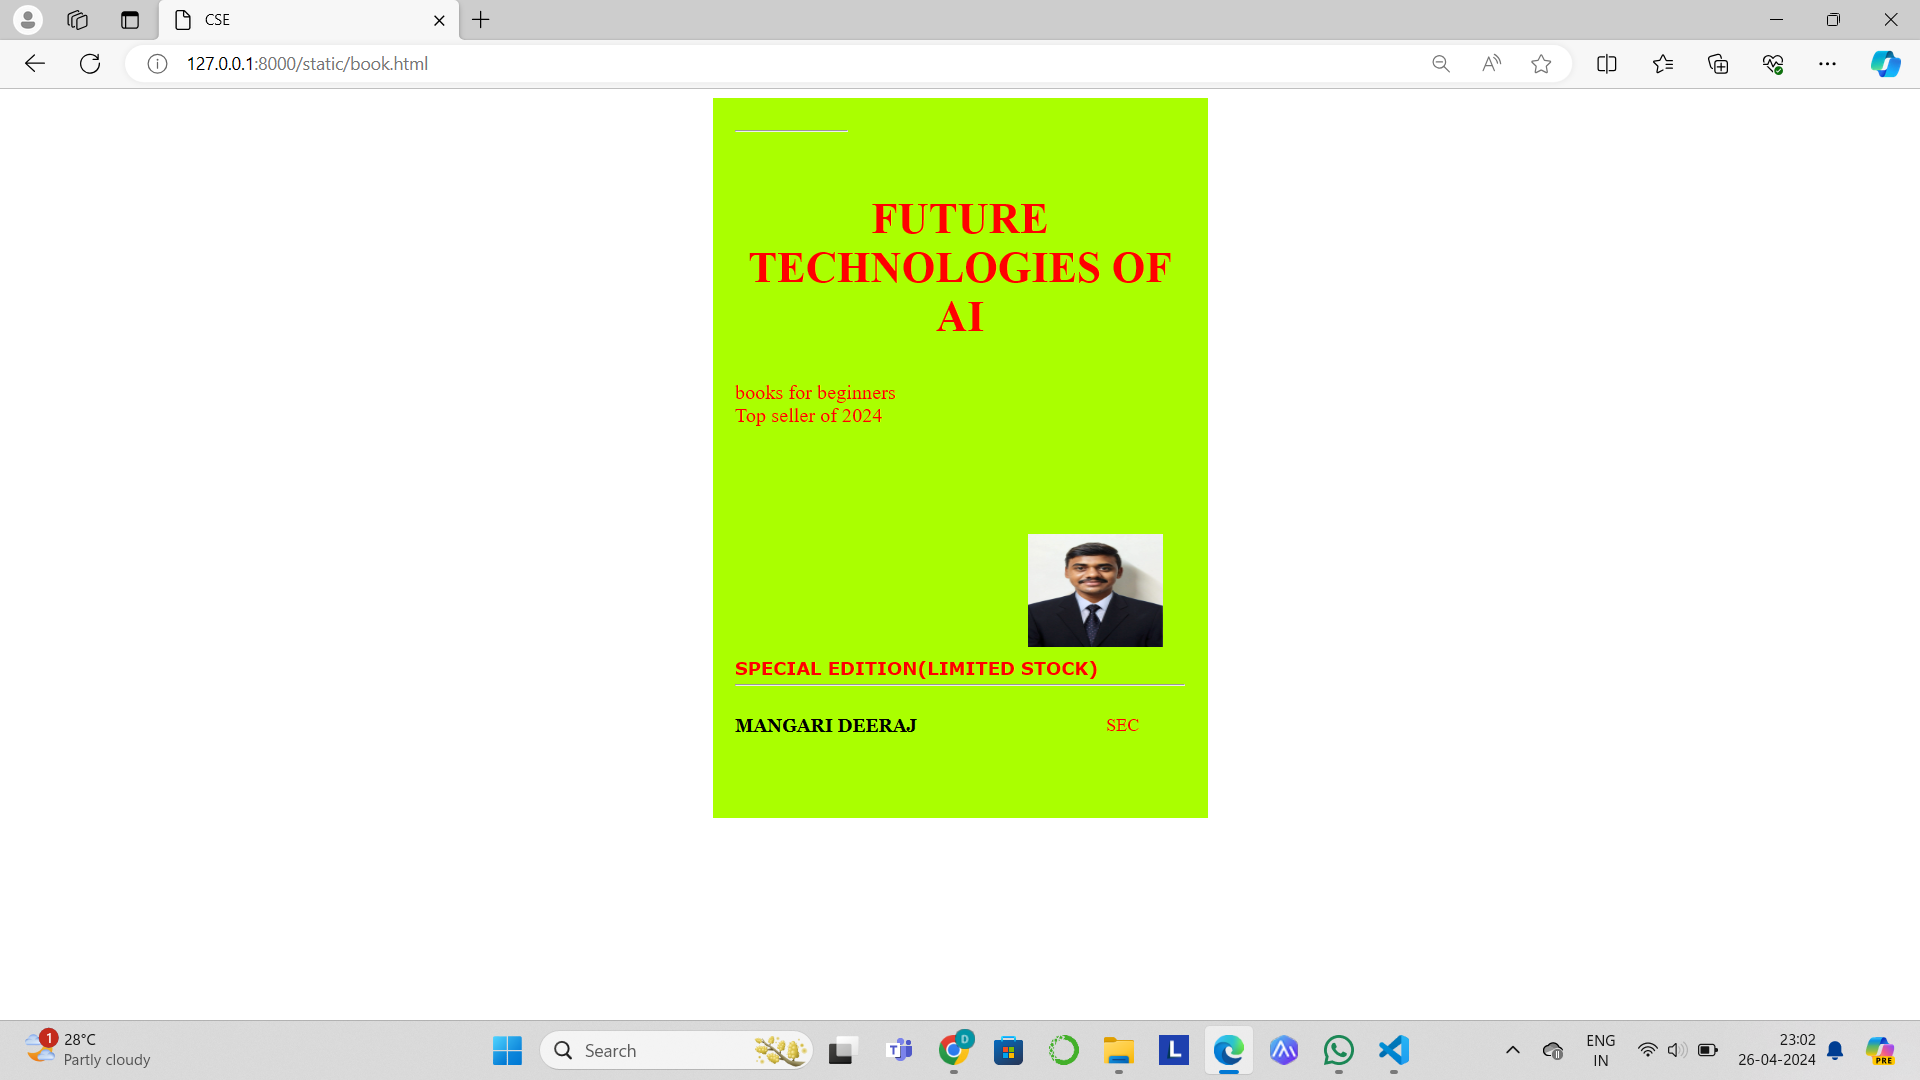 CSE
127.0.0.1:8000/static/book.html
FUTURE
TECHNOLOGIES OF
AI
books for beginners
Top seller of 2024
SPECIAL EDITION(LIMITED STOCK)
MANGARI DEERAJ SEC
1
28°C
Partly cloudy
Search
T
D
L
PRE
ENG
IN
23:02
26-04-2024